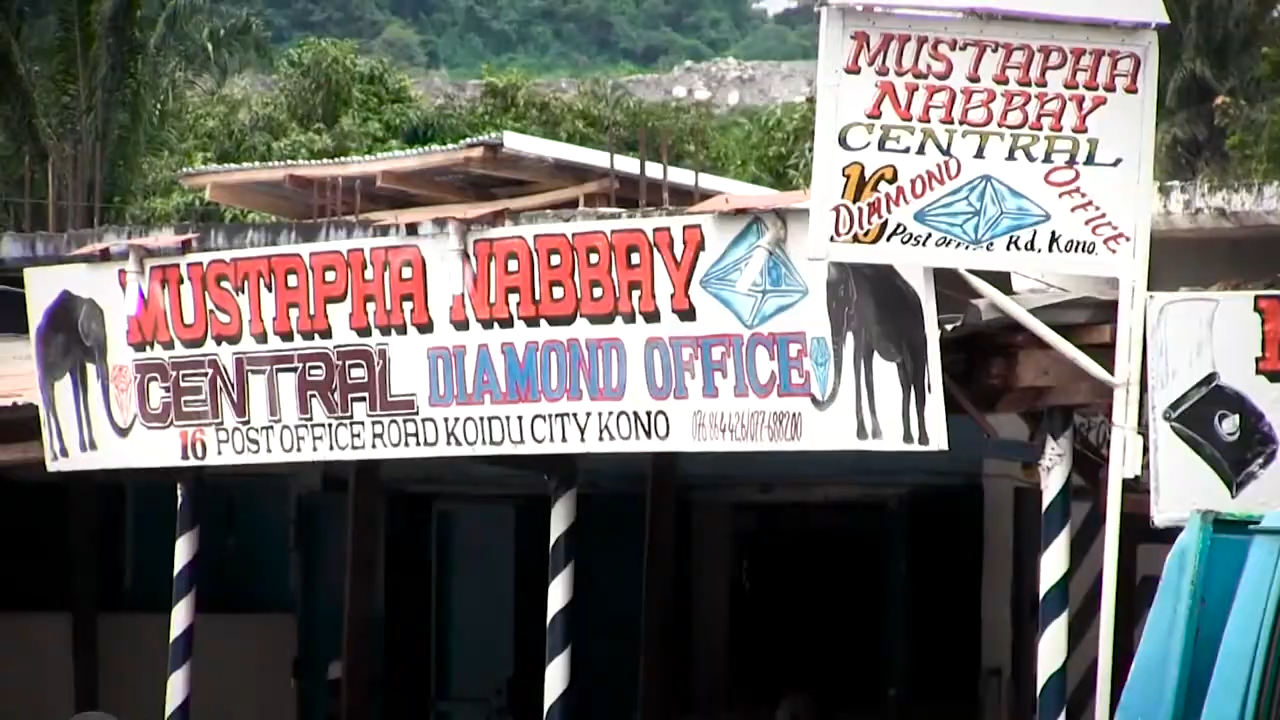 MUSTAPHA
NABBAY
CENTRAL
16
DIAMOND OFFICE
Post office Rd, Kono.
MUSTAPHA NABBAY
CENTRAL DIAMOND OFFICE
16 POST OFFICE ROAD KOIDU CITY KONO